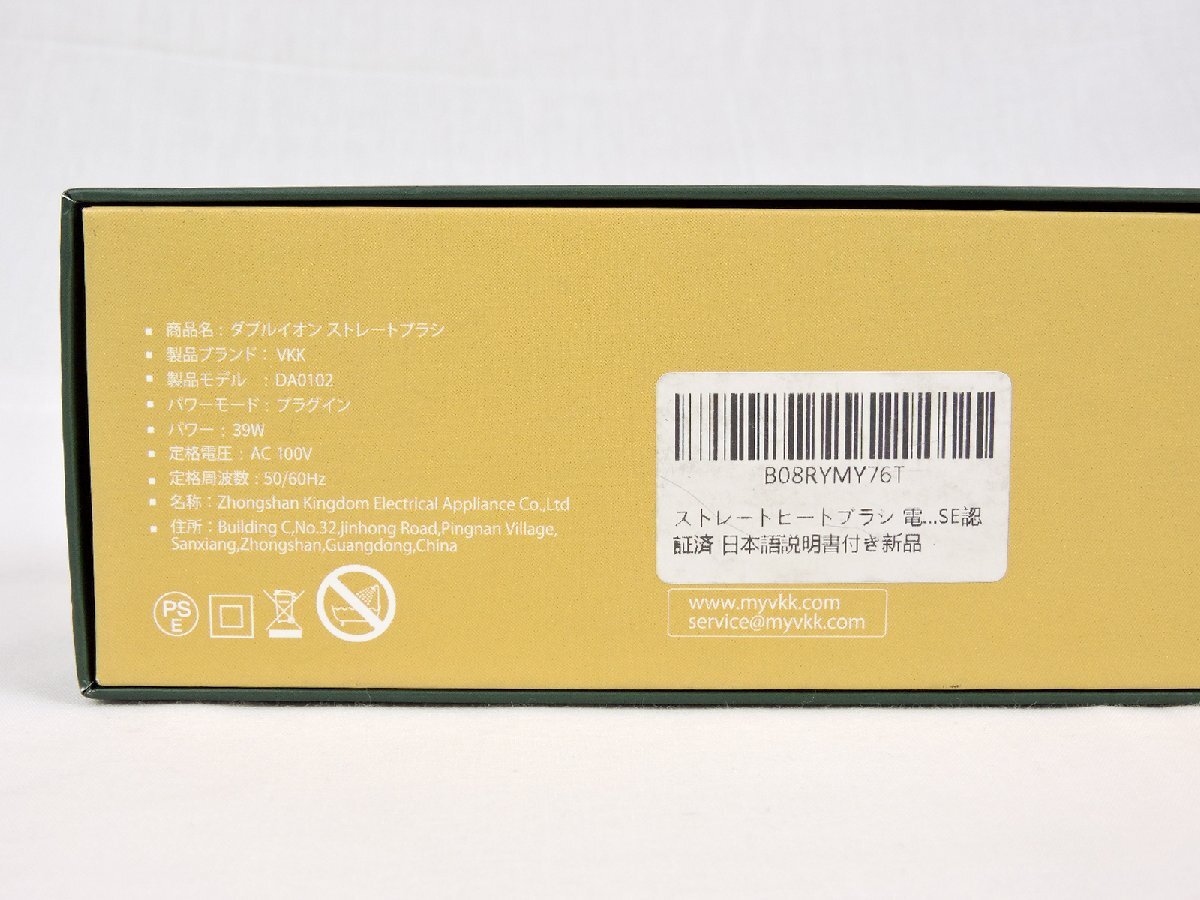 ▪ 商品名：ダブルイオン ストレートブラシ
▪ 製品ブランド： VKK
▪ 製品モデル ：DA0102
▪ パワーモード：プラグイン
▪ パワー：39W
▪ 定格電圧：AC 100V
▪ 定格周波数：50/60Hz
▪ 名称：Zhongshan Kingdom Electrical Appliance Co.,Ltd
▪ 住所：Building C,No.32,Jinhong Road,Pingnan Village,
Sanxiang,Zhongshan,Guangdong,China
PS
E
B08RYMY76T
ストレートヒートブラシ 電...SE認
証済 日本語説明書付き新品
www.myvkk.com
service@myvkk.com